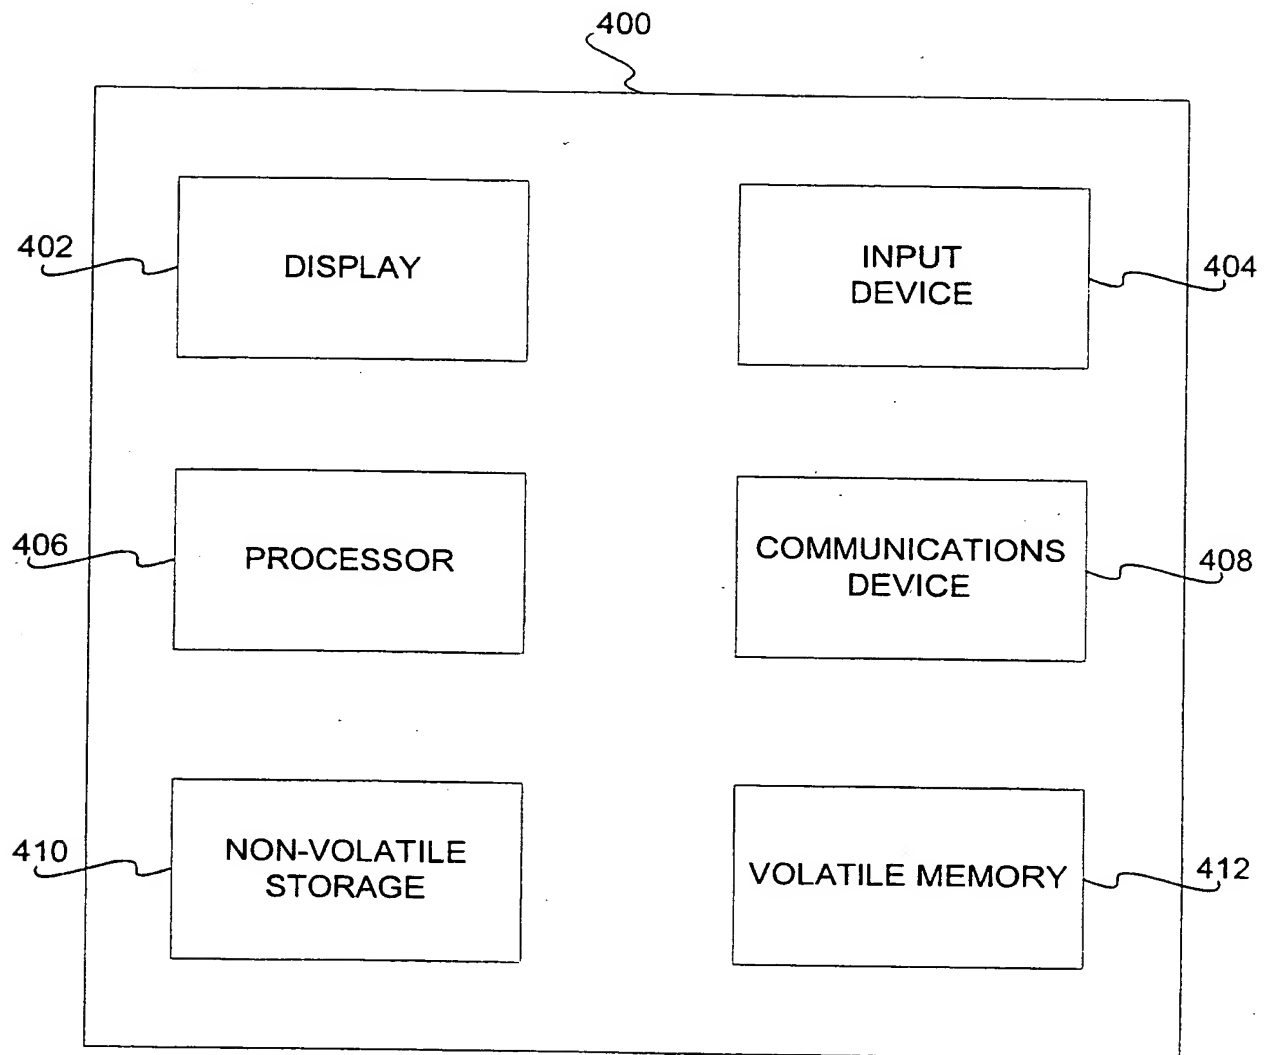 400
402
DISPLAY
INPUT
DEVICE
404
406
PROCESSOR
COMMUNICATIONS
DEVICE
408
410
NON-VOLATILE
STORAGE
VOLATILE MEMORY
412